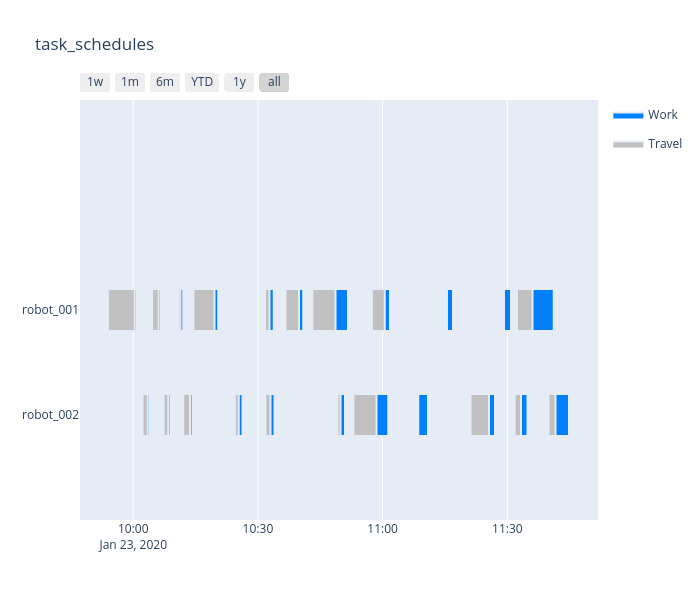 task_schedules
1w 1m 6m YTD 1y all
Work
Travel
robot_001
robot_002
10:00 10:30 11:00 11:30
Jan 23, 2020